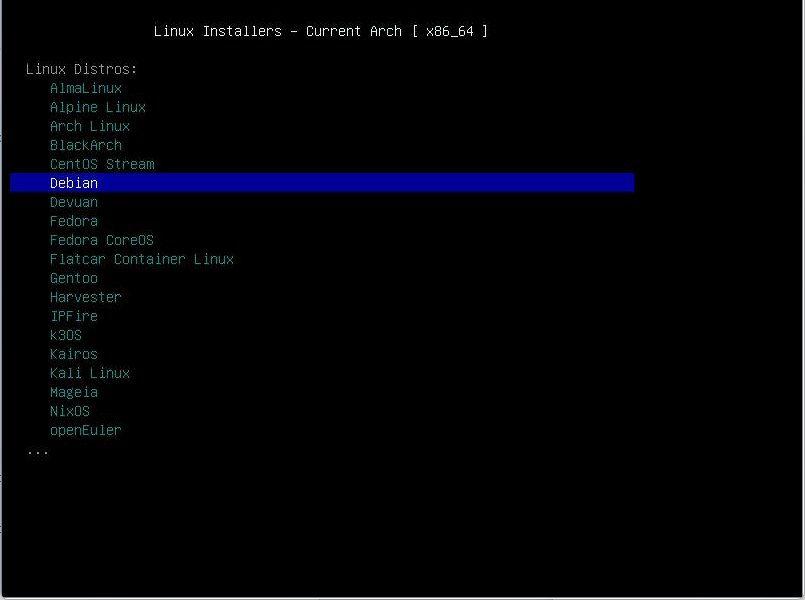 Linux Installers - Current Arch [ x86_64 ]
Linux Distros:
AlmaLinux
Alpine Linux
Arch Linux
BlackArch
CentOS Stream
Debian
Devuan
Fedora
Fedora CoreOS
Flatcar Container Linux
Gentoo
Harvester
IPFire
k3OS
Kairos
Kali Linux
Mageia
NixOS
openEuler
...